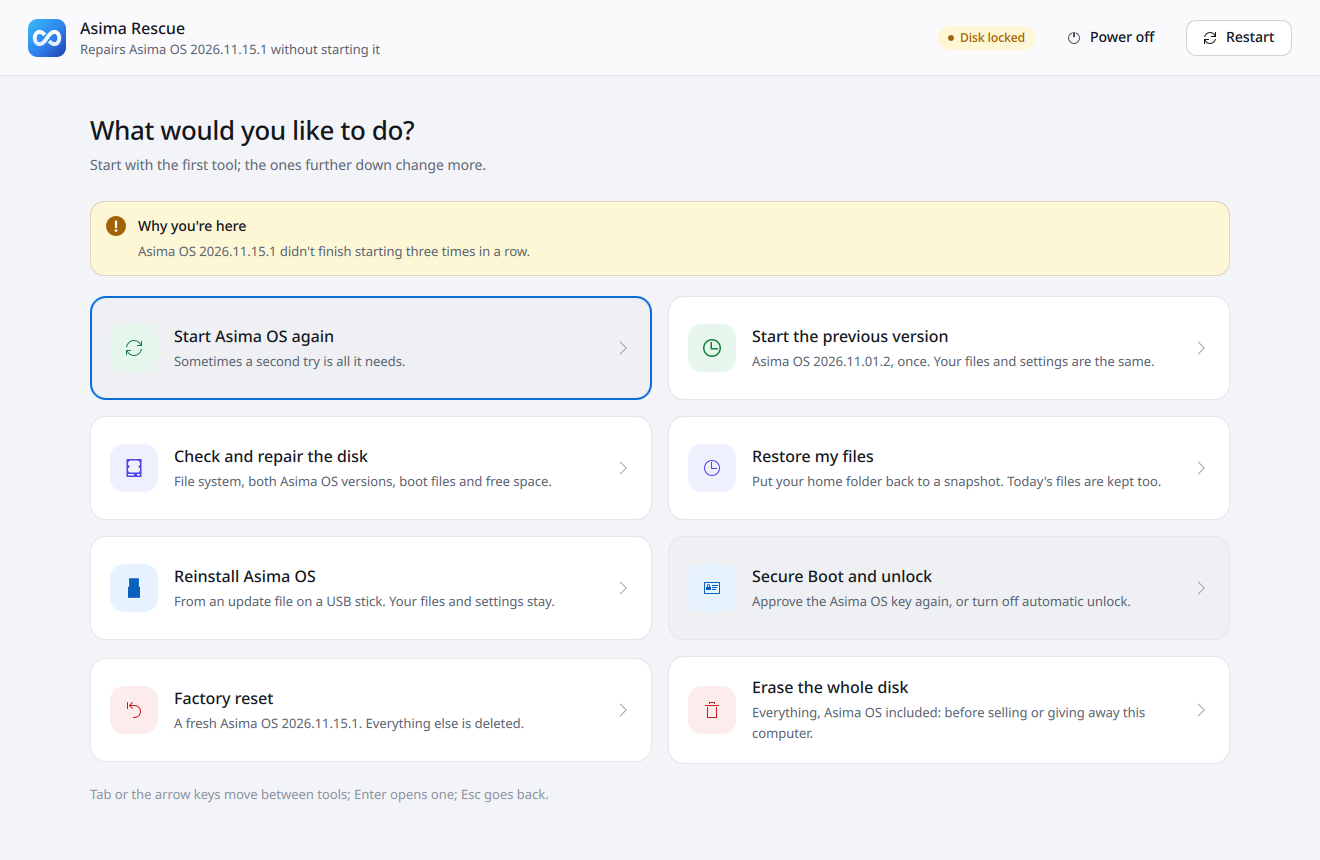 Asima Rescue
Repairs Asima OS 2026.11.15.1 without starting it
Disk locked
Power off
Restart
What would you like to do?
Start with the first tool; the ones further down change more.
Why you're here
Asima OS 2026.11.15.1 didn't finish starting three times in a row.
Start Asima OS again
Sometimes a second try is all it needs.
Start the previous version
Asima OS 2026.11.01.2, once. Your files and settings are the same.
Check and repair the disk
File system, both Asima OS versions, boot files and free space.
Restore my files
Put your home folder back to a snapshot. Today's files are kept too.
Reinstall Asima OS
From an update file on a USB stick. Your files and settings stay.
Secure Boot and unlock
Approve the Asima OS key again, or turn off automatic unlock.
Factory reset
A fresh Asima OS 2026.11.15.1. Everything else is deleted.
Erase the whole disk
Everything, Asima OS included: before selling or giving away this
computer.
Tab or the arrow keys move between tools; Enter opens one; Esc goes back.